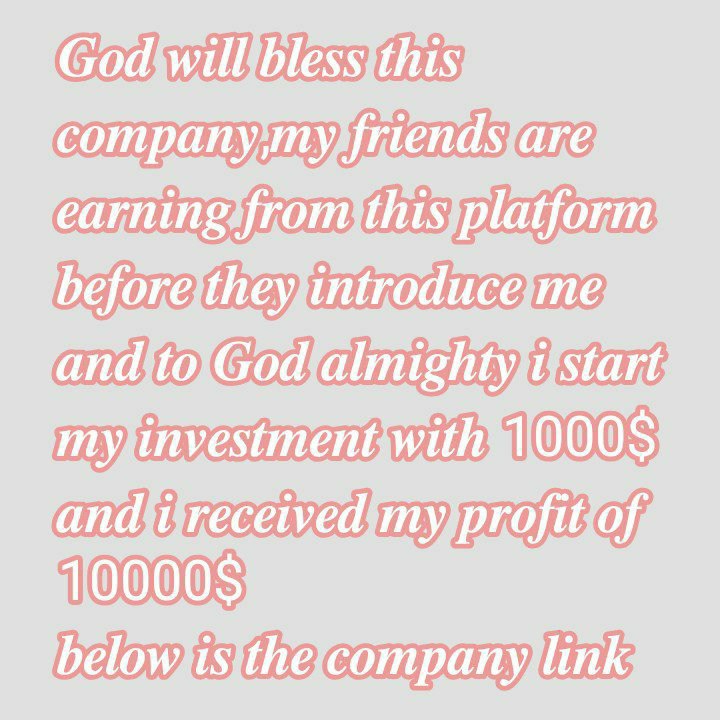 God will bless this
company,my friends are
earning from this platform
before they introduce me
and to God almighty i start
my investment with 1000$
and i received my profit of
10000$
below is the company link